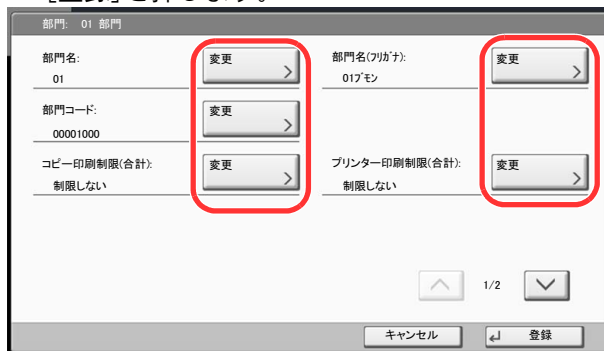 部門: 01 部門
部門名:
01
変更
部門名(ﾌﾘｶﾞﾅ):
01ﾌﾞﾓﾝ
変更
部門コード:
00001000
変更
コピー印刷制限(合計):
制限しない
変更
プリンター印刷制限(合計):
制限しない
変更
1/2
キャンセル
登録